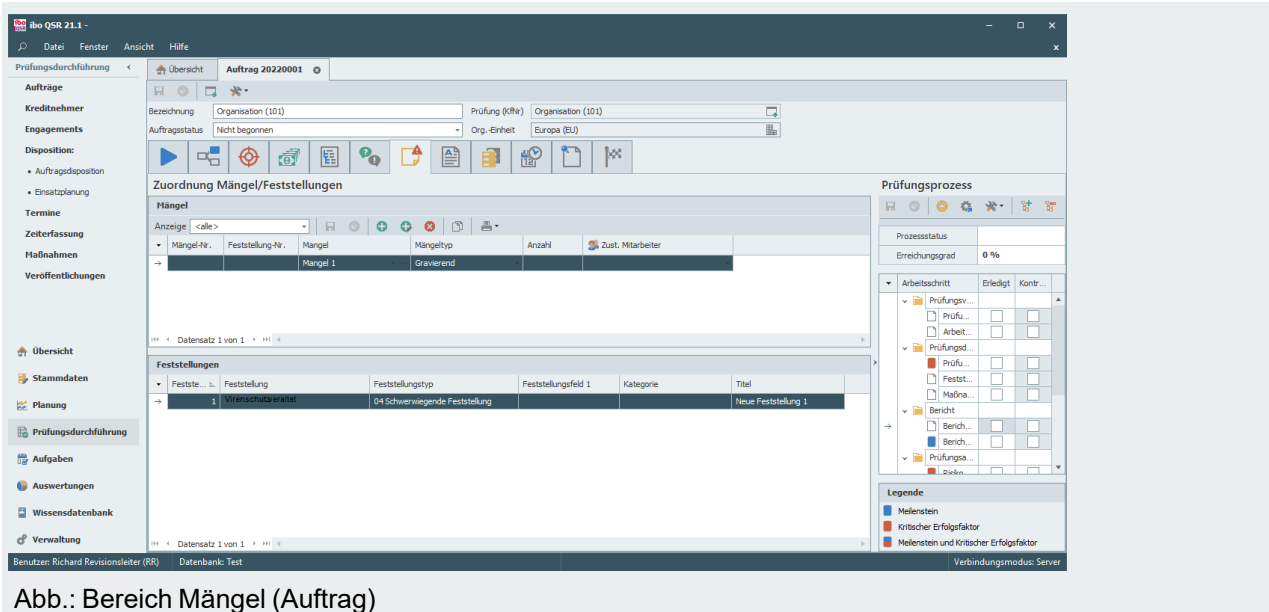 ibo QSR 21.1 -
Datei Fenster Ansicht Hilfe
Prüfungsdurchführung
Aufträge
Kreditnehmer
Engagements
Disposition:
• Auftragsdisposition
• Einsatzplanung
Termine
Zeiterfassung
Maßnahmen
Veröffentlichungen
Übersicht
Stammdaten
Planung
Prüfungsdurchführung
Aufgaben
Auswertungen
Wissensdatenbank
Verwaltung
Übersicht Auftrag 20220001
Bezeichnung Organisation (101) Prüfung (KfNr) Organisation (101)
Auftragsstatus Nicht begonnen Org.-Einheit Europa (EU)
Zuordnung Mängel/Feststellungen
Mängel
Anzeige <alle>
Mängel-Nr. Feststellung-Nr. Mangel Mängeltyp Anzahl Zust. Mitarbeiter
Mangel 1 Gravierend
Datensatz 1 von 1
Feststellungen
Festste... Feststellung Feststellungstyp Feststellungsfeld 1 Kategorie Titel
1 Virenschutzveraltet 04 Schwerwiegende Feststellung Neue Feststellung 1
Datensatz 1 von 1
Prüfungsprozess
Prozessstatus
Erreichungsgrad 0 %
Arbeitsschritt Erledigt Kontr...
Prüfungsv...
Prüfu...
Arbeit...
Prüfungsd...
Prüfu...
Festst...
Maßna...
Bericht
Berich...
Berich...
Prüfungsa...
Risiko
Legende
Meilenstein
Kritischer Erfolgsfaktor
Meilenstein und Kritischer Erfolgsfaktor
Benutzer: Richard Revisionsleiter (RR) Datenbank: Test Verbindungsmodus: Server
Abb.: Bereich Mängel (Auftrag)